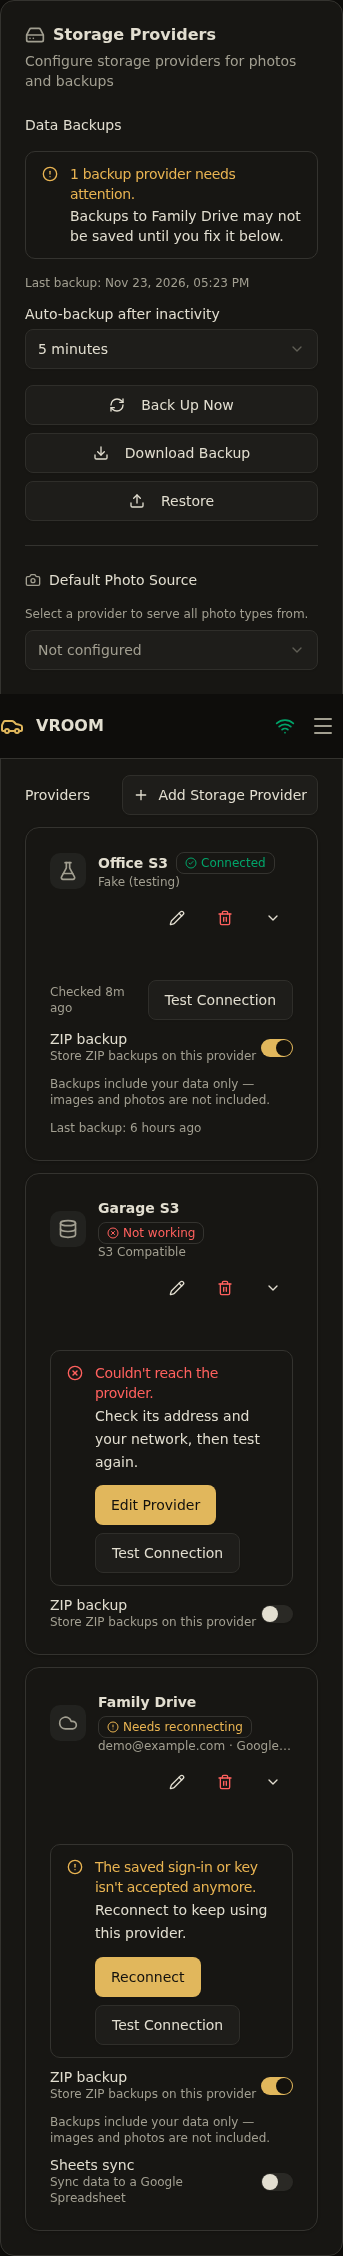 Storage Providers
Configure storage providers for photos
and backups
Data Backups
1 backup provider needs
attention.
Backups to Family Drive may not
be saved until you fix it below.
Last backup: Nov 23, 2026, 05:23 PM
Auto-backup after inactivity
5 minutes
Back Up Now
Download Backup
Restore
Default Photo Source
Select a provider to serve all photo types from.
Not configured
VROOM
Providers
Add Storage Provider
Office S3
Connected
Fake (testing)
Checked 8m
ago
Test Connection
ZIP backup
Store ZIP backups on this provider
Backups include your data only —
images and photos are not included.
Last backup: 6 hours ago
Garage S3
Not working
S3 Compatible
Couldn't reach the
provider.
Check its address and
your network, then test
again.
Edit Provider
Test Connection
ZIP backup
Store ZIP backups on this provider
Family Drive
Needs reconnecting
demo@example.com · Google...
The saved sign-in or key
isn't accepted anymore.
Reconnect to keep using
this provider.
Reconnect
Test Connection
ZIP backup
Store ZIP backups on this provider
Backups include your data only —
images and photos are not included.
Sheets sync
Sync data to a Google
Spreadsheet